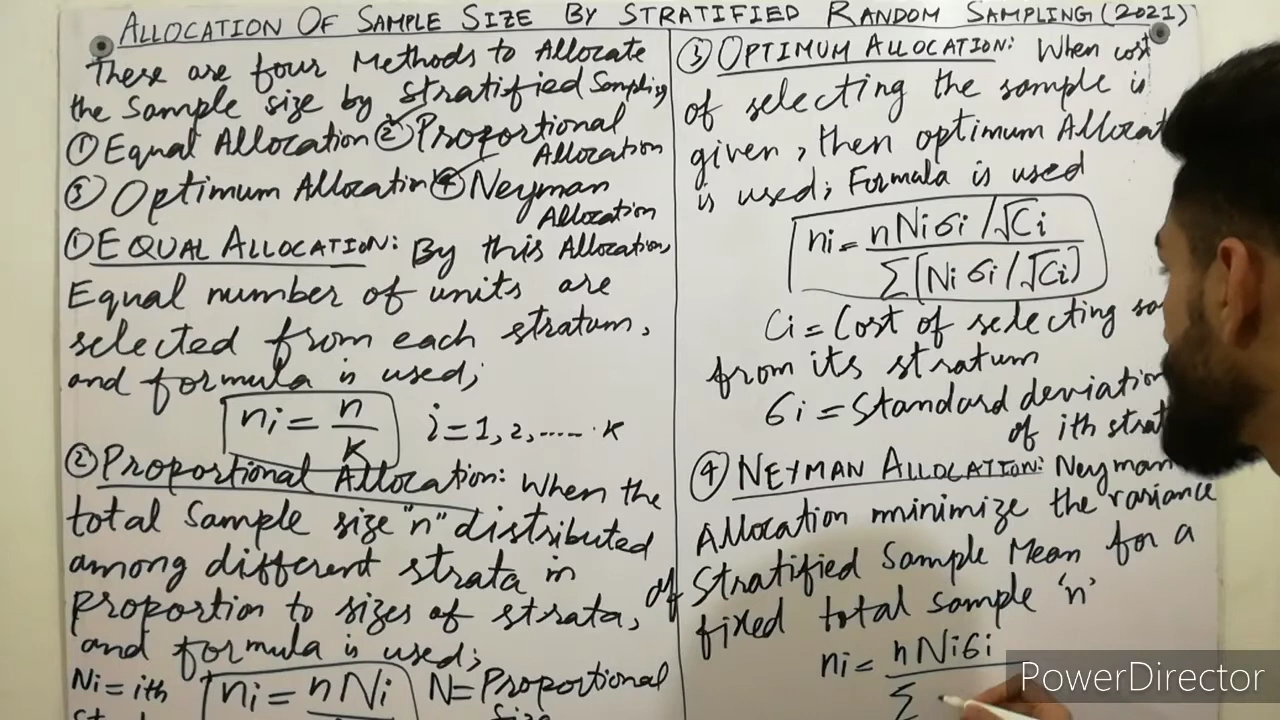 ALLOCATION OF SAMPLE SIZE BY STRATIFIED RANDOM SAMPLING (2021)
These are four Methods to Allocate
the Sample size by Stratified Sampling
① Equal Allocation ② Proportional
Allocation
③ Optimum Allocation ④ Neyman
Allocation
① EQUAL ALLOCATION: By this Allocation,
Equal number of units are
selected from each stratum,
and formula is used;
ni = n/k i = 1, 2, ..... k
② Proportional Allocation: When the
total Sample size "n" distributed
among different strata in
proportion to sizes of strata,
and formula is used;
Ni = ith ni = nNi N = Proportional
Size
③ OPTIMUM ALLOCATION: When cost
of selecting the sample is
given, then optimum Allocat
is used; Formula is used
ni = nNiσi/√Ci / Σ[Niσi/√Ci]
Ci = Cost of selecting sa
from its stratum
σi = Standard deviation
of ith strat
④ NEYMAN ALLOCATION: Neyman
Allocation minimize the variance
of Stratified Sample Mean for a
fixed total sample 'n'
ni = nNiσi / Σ
PowerDirector